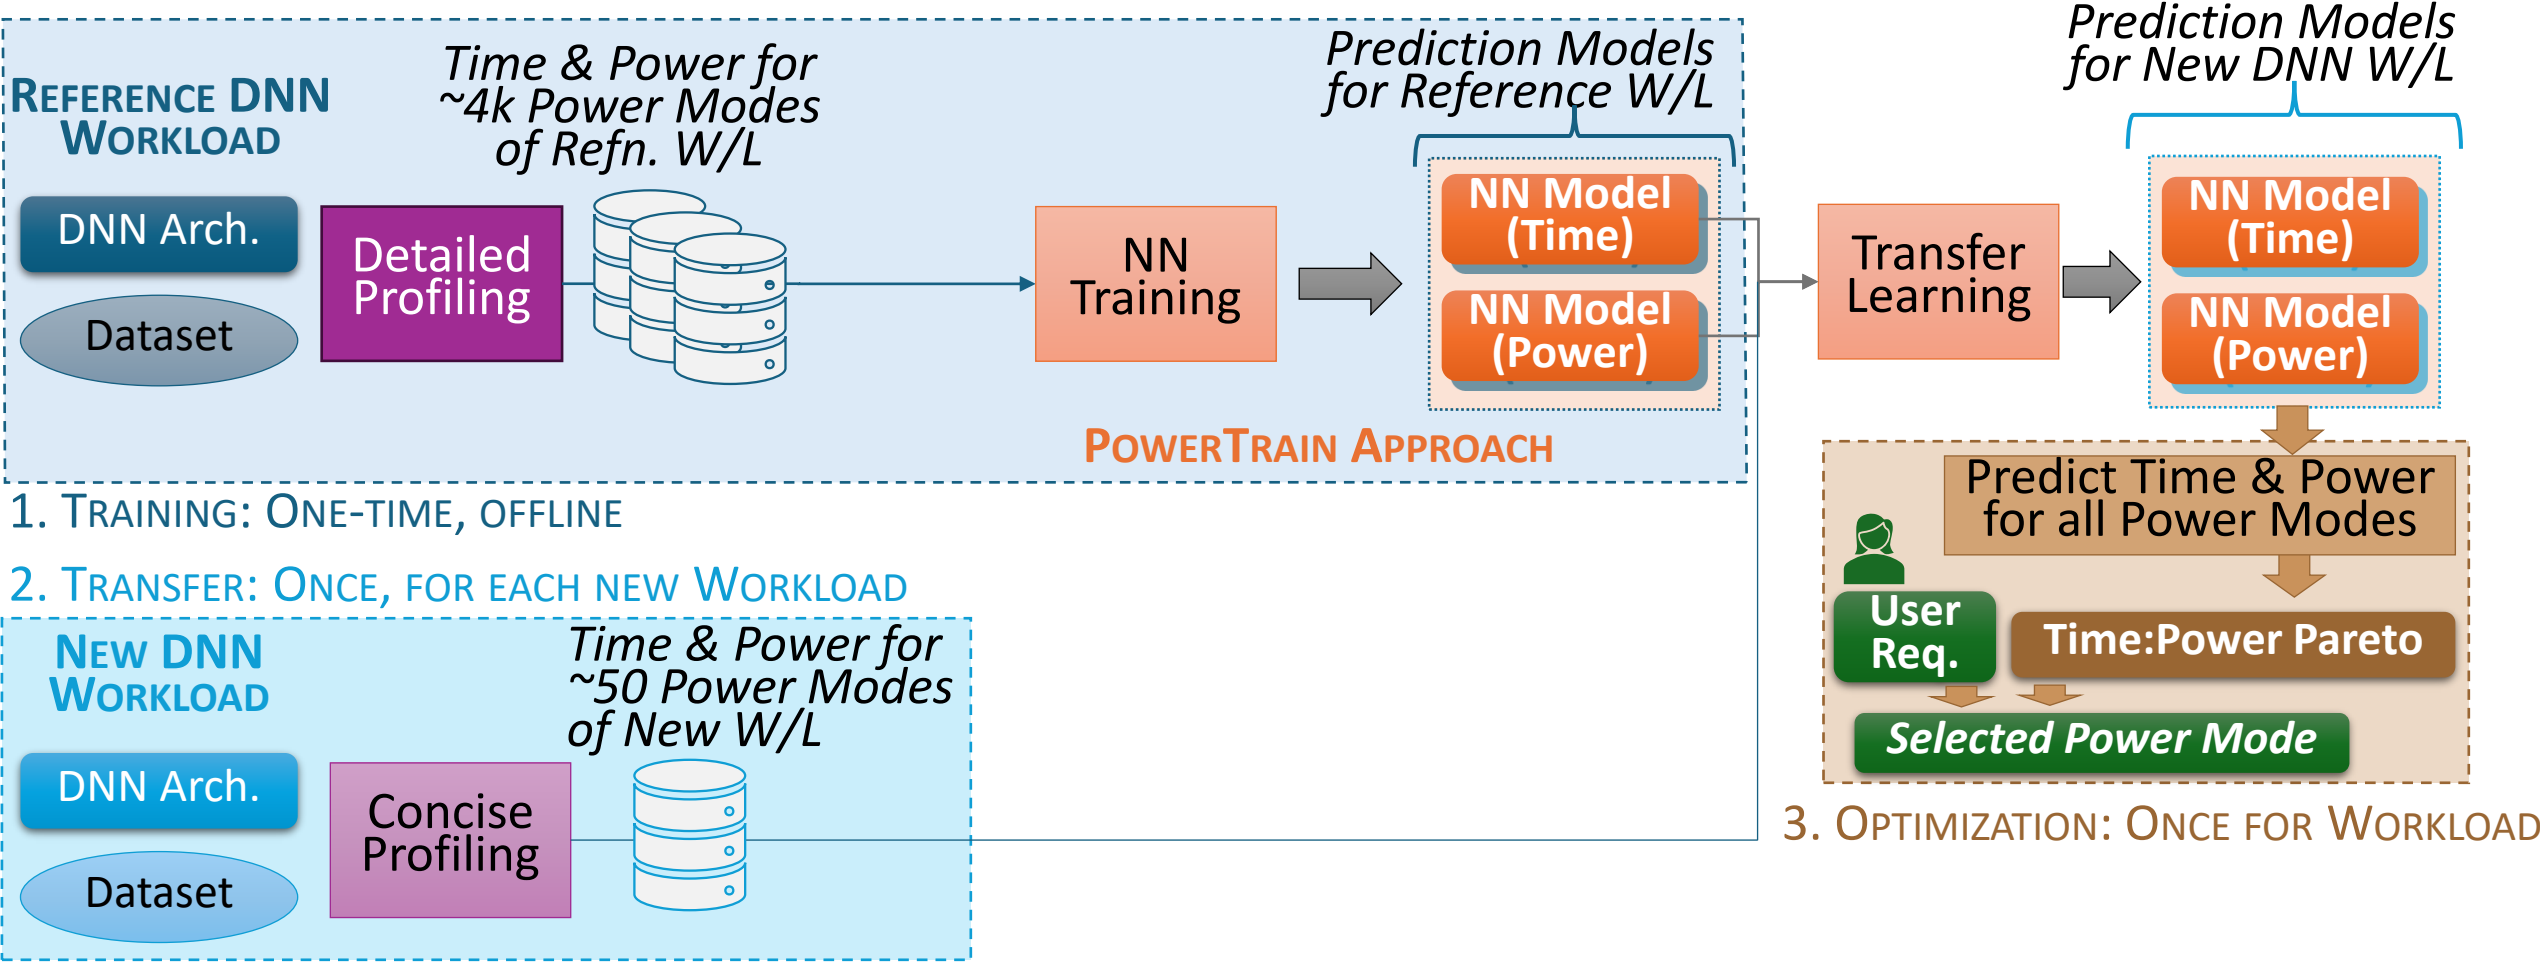 REFERENCE DNN
WORKLOAD
DNN Arch.
Dataset
Detailed
Profiling
Time & Power for
~4k Power Modes
of Refn. W/L
NN
Training
Prediction Models
for Reference W/L
NN Model
(Time)
NN Model
(Power)
POWERTRAIN APPROACH
1. TRAINING: ONE-TIME, OFFLINE
Transfer
Learning
Prediction Models
for New DNN W/L
NN Model
(Time)
NN Model
(Power)
2. TRANSFER: ONCE, FOR EACH NEW WORKLOAD
NEW DNN
WORKLOAD
DNN Arch.
Dataset
Concise
Profiling
Time & Power for
~50 Power Modes
of New W/L
Predict Time & Power
for all Power Modes
User
Req.
Time:Power Pareto
Selected Power Mode
3. OPTIMIZATION: ONCE FOR WORKLOAD